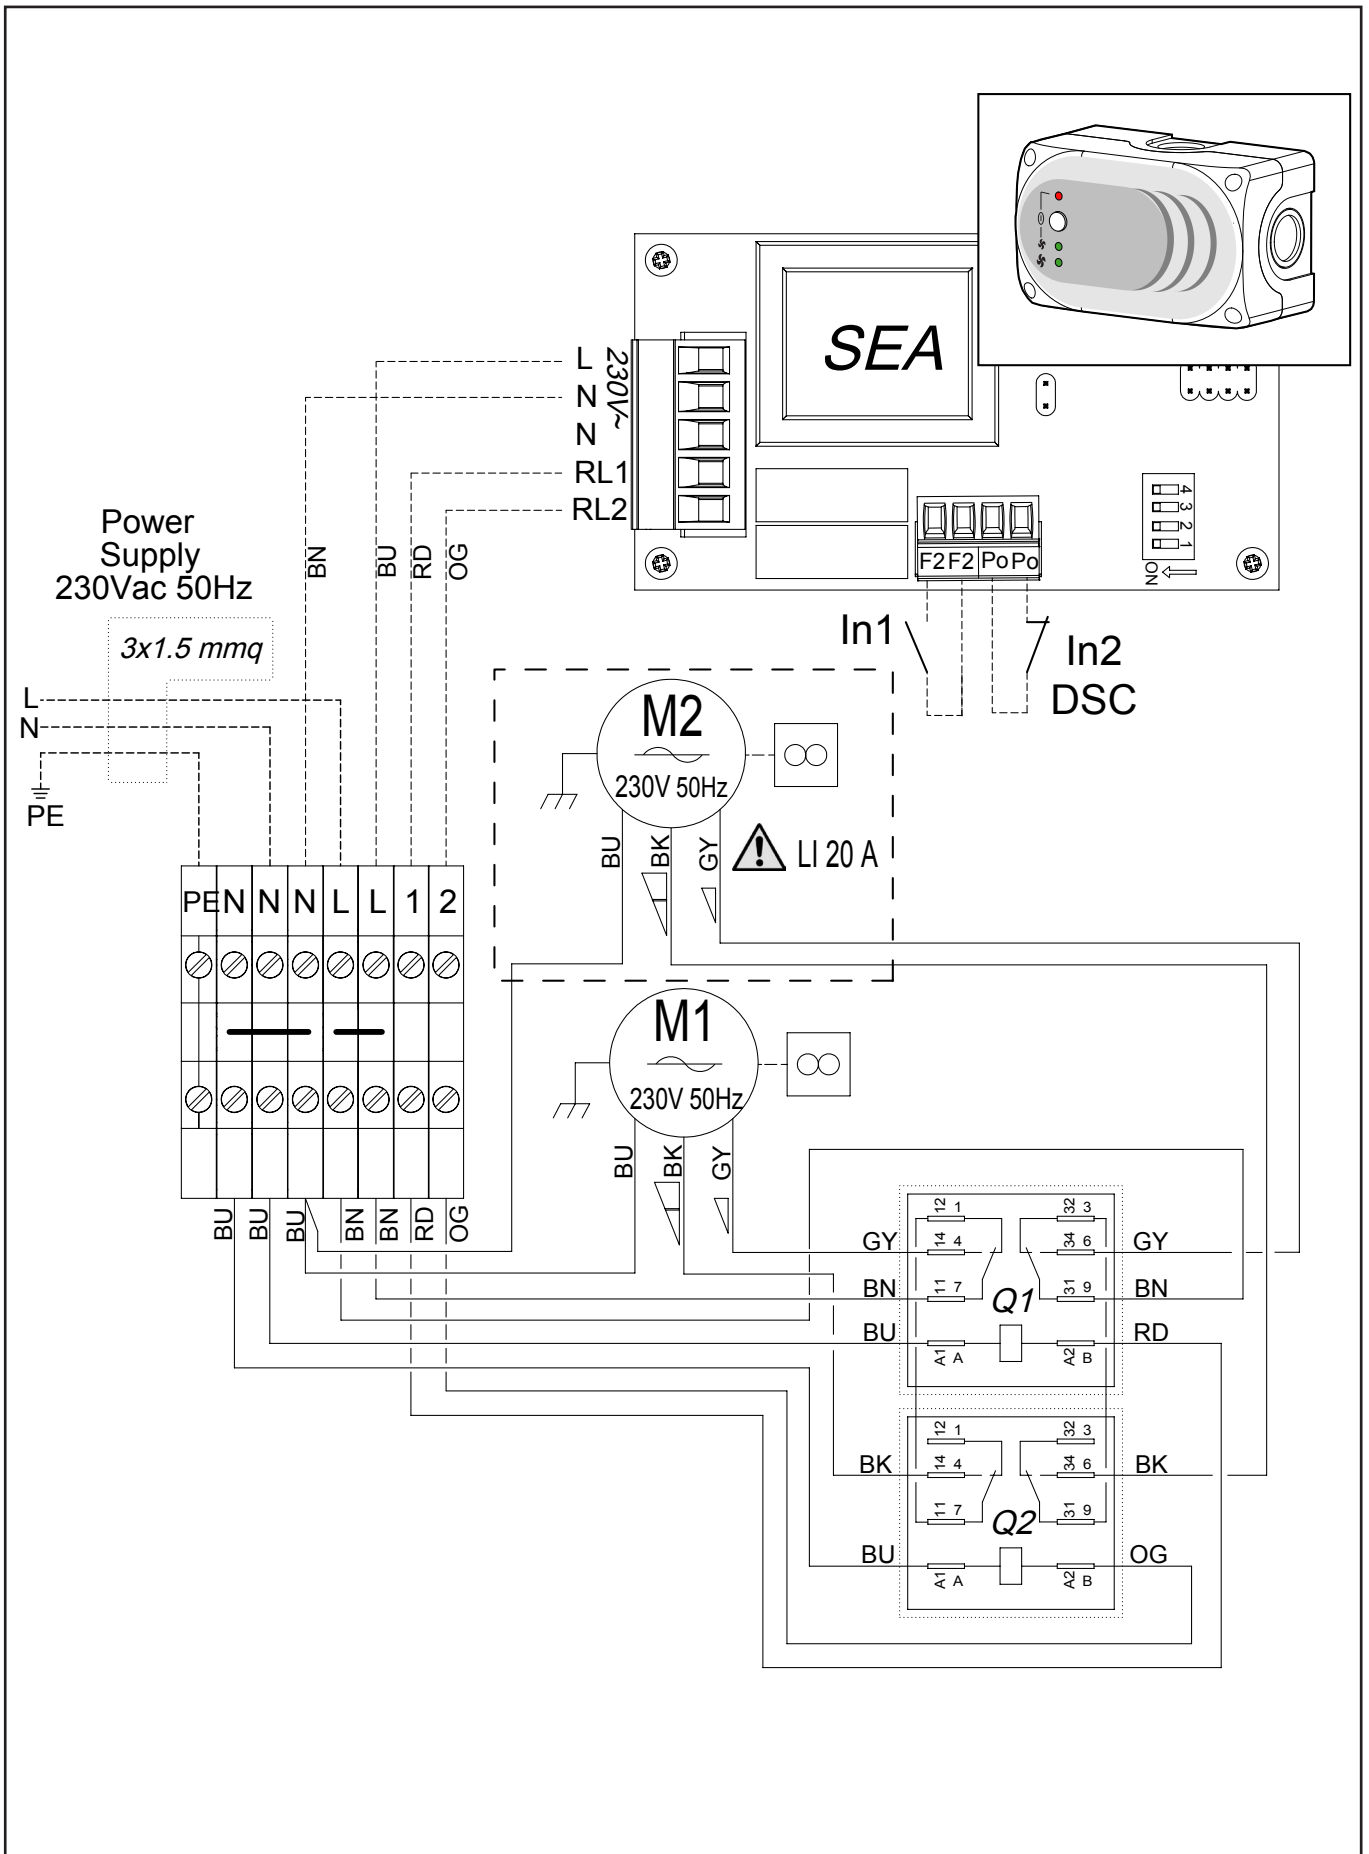 SEA
L
N
N
RL1
RL2
230V~
F2
F2
Po
Po
4
3
2
1
ON
In1
In2
DSC
Power
Supply
230Vac 50Hz
3x1.5 mmq
L
N
PE
BN
BU
RD
OG
M2
230V 50Hz
BU
BK
GY
LI 20 A
PE
N
N
N
L
L
1
2
M1
230V 50Hz
BU
BK
GY
BU
BU
BU
BN
BN
RD
OG
12 1
32 3
GY
14 4
34 6
GY
BN
11 7
31 9
BN
Q1
BU
A1 A
A2 B
RD
12 1
32 3
BK
14 4
34 6
BK
11 7
31 9
Q2
BU
A1 A
A2 B
OG